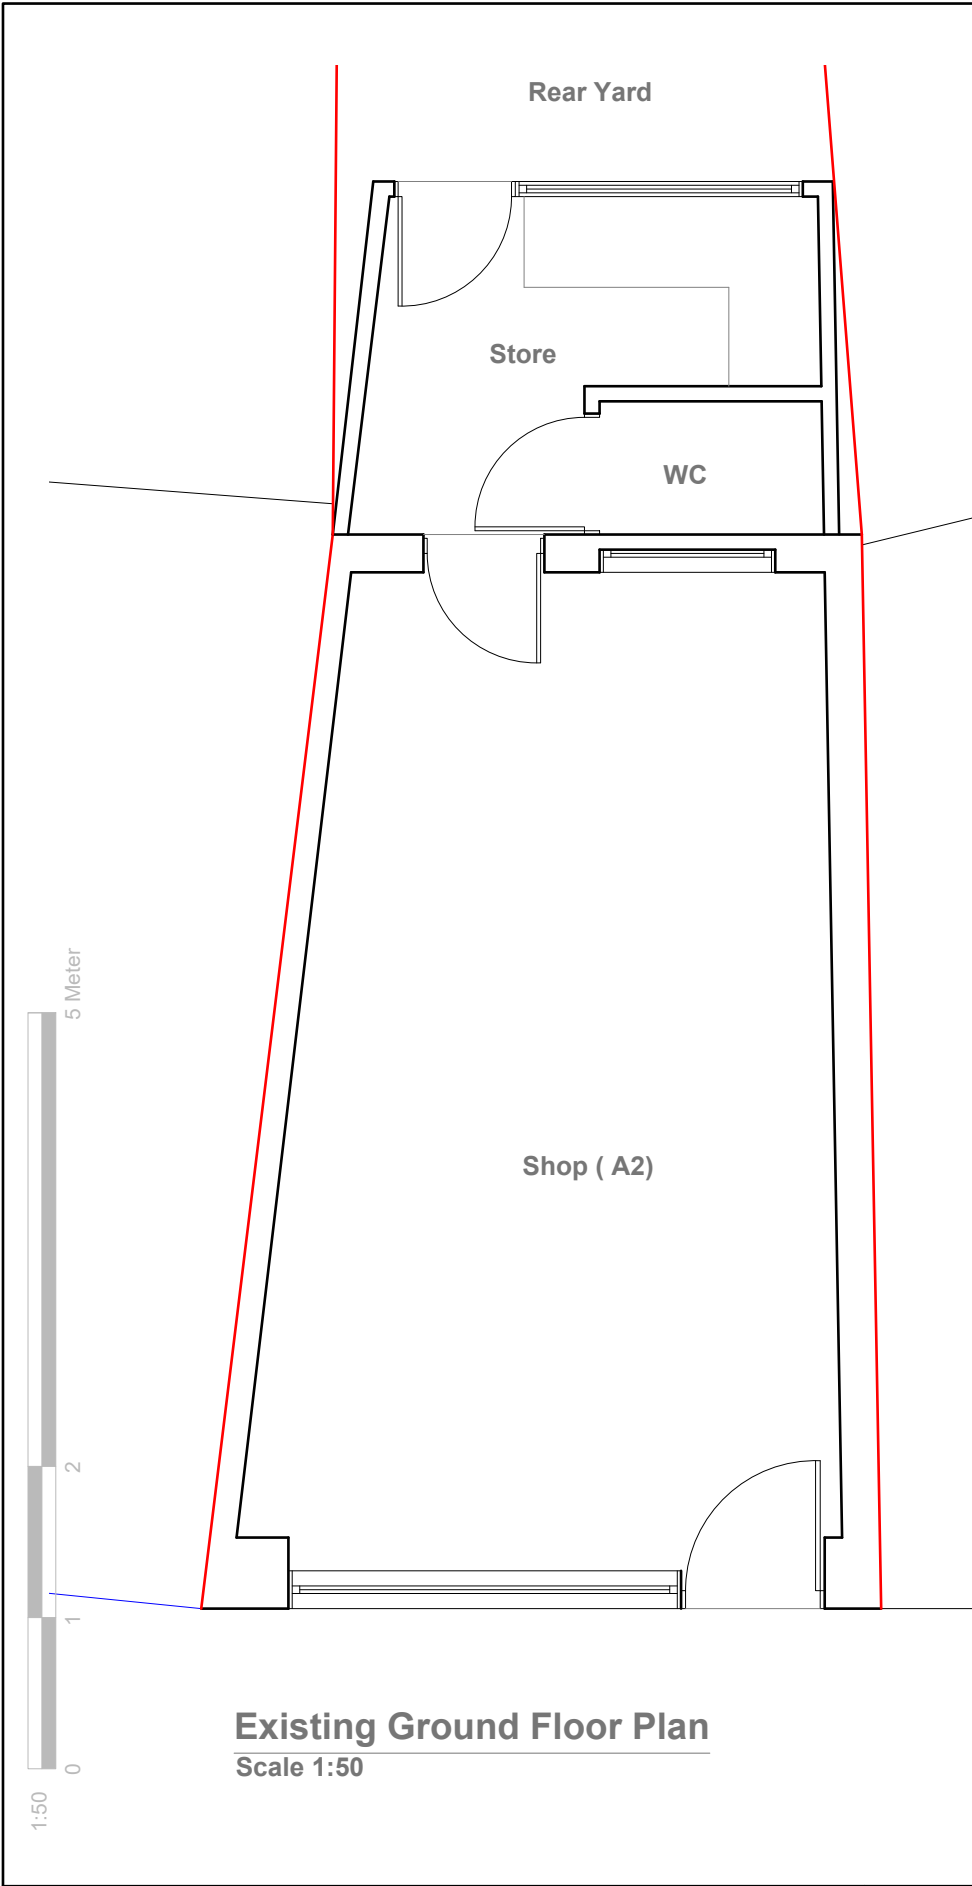 Rear Yard
Store
WC
Shop ( A2)
5 Meter
2
1
0
1:50
Existing Ground Floor Plan
Scale 1:50